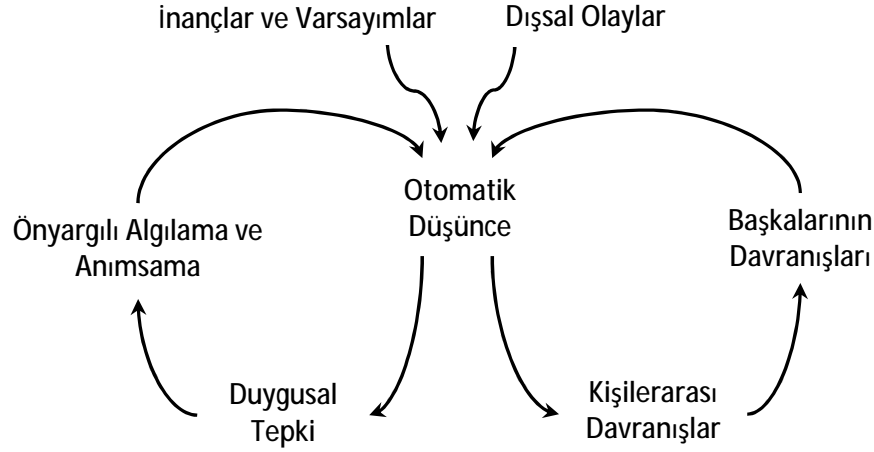 İnançlar ve Varsayımlar
Dışsal Olaylar
Otomatik
Düşünce
Önyargılı Algılama ve
Anımsama
Başkalarının
Davranışları
Duygusal
Tepki
Kişilerarası
Davranışlar